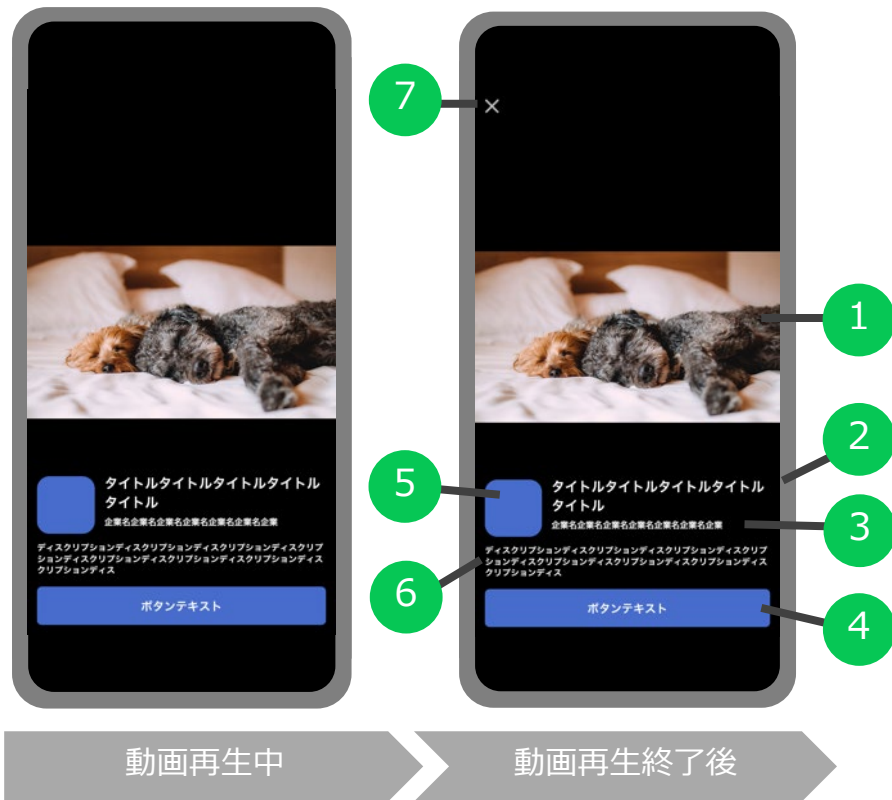 タイトルタイトルタイトルタイトル
タイトル
企業名企業名企業名企業名企業名企業
ディスクリプションディスクリプションディスクリプションディスクリプ
ションディスクリプションディスクリプションディスクリプションディス
クリプションディス
ボタンテキスト
動画再生中
7
×
1
2
タイトルタイトルタイトルタイトル
タイトル
5
企業名企業名企業名企業名企業名企業
3
ディスクリプションディスクリプションディスクリプションディスクリプ
ションディスクリプションディスクリプションディスクリプションディス
クリプションディス
6
ボタンテキスト
4
動画再生終了後